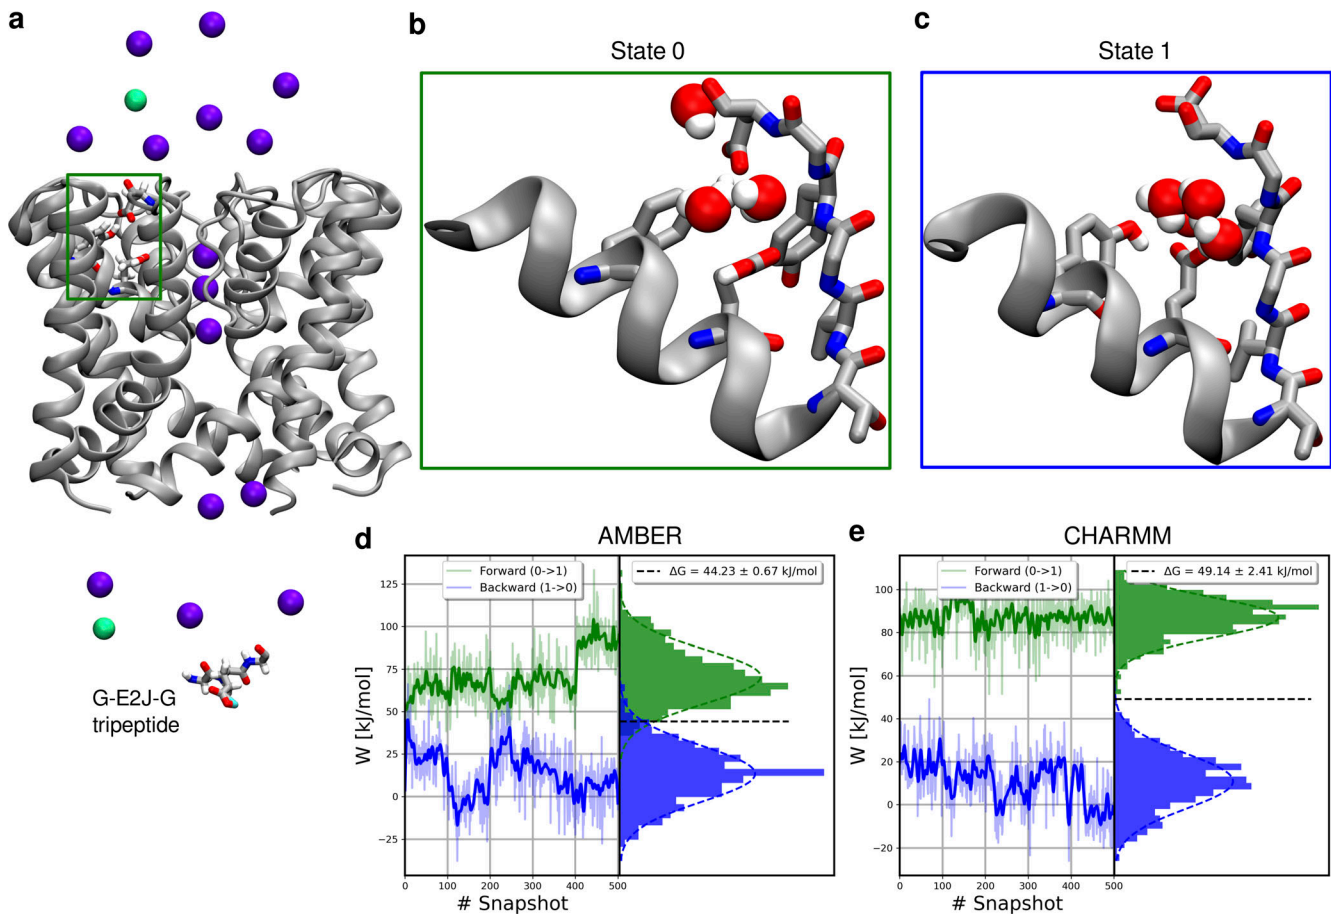 a
b
c
State 0
State 1
G-E2J-G
tripeptide
d
AMBER
Forward (0->1)
Backward (1->0)
ΔG = 44.23 ± 0.67 kJ/mol
W [kJ/mol]
125
100
75
50
25
0
−25
0
100
200
300
400
500
# Snapshot
e
CHARMM
Forward (0->1)
Backward (1->0)
ΔG = 49.14 ± 2.41 kJ/mol
W [kJ/mol]
100
80
60
40
20
0
−20
0
100
200
300
400
500
# Snapshot